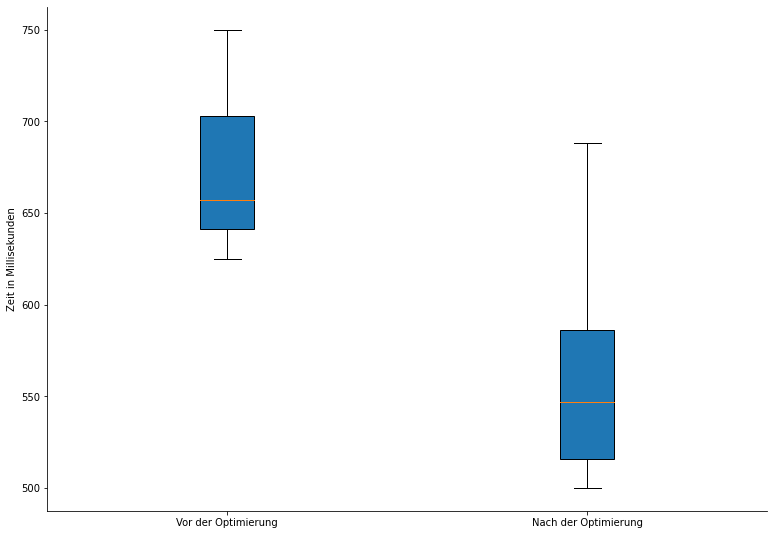 750
700
650
600
550
500
Zeit in Millisekunden
Vor der Optimierung
Nach der Optimierung